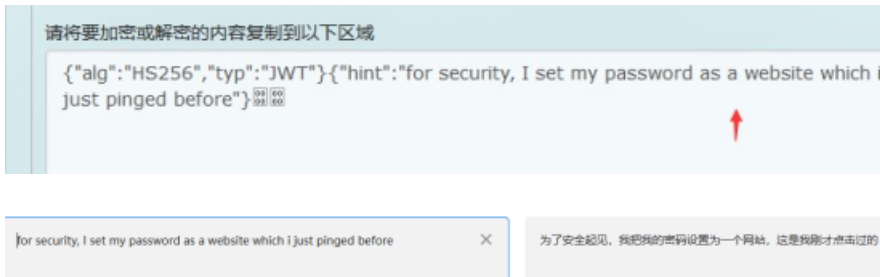 请将要加密或解密的内容复制到以下区域
{"alg":"HS256","typ":"JWT"}{"hint":"for security, I set my password as a website which i
just pinged before"}
for security, I set my password as a website which i just pinged before
为了安全起见，我把我的密码设置为一个网站，这是我刚才点击过的